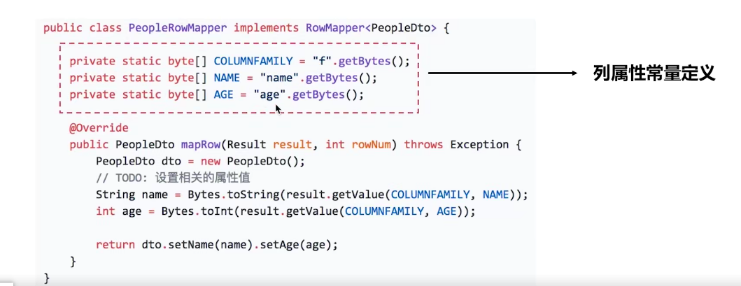 public class PeopleRowMapper implements RowMapper<PeopleDto> {
private static byte[] COLUMNFAMILY = "f".getBytes();
private static byte[] NAME = "name".getBytes();
private static byte[] AGE = "age".getBytes();
列属性常量定义
@Override
public PeopleDto mapRow(Result result, int rowNum) throws Exception {
PeopleDto dto = new PeopleDto();
// TODO: 设置相关的属性值
String name = Bytes.toString(result.getValue(COLUMNFAMILY, NAME));
int age = Bytes.toInt(result.getValue(COLUMNFAMILY, AGE));
return dto.setName(name).setAge(age);
}
}